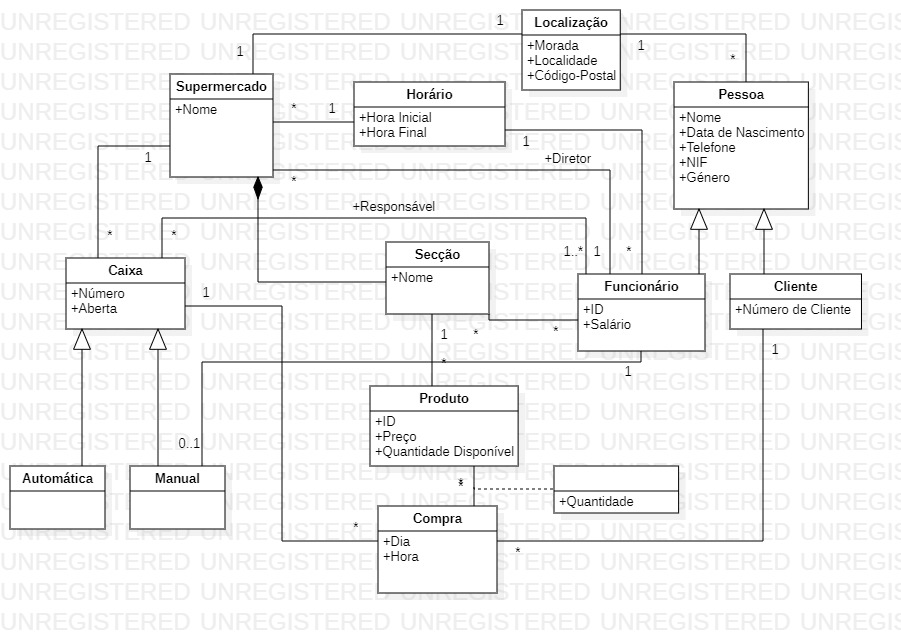 Localização
+Morada
+Localidade
+Código-Postal
1
1
1
*
Supermercado
+Nome
Horário
+Hora Inicial
+Hora Final
Pessoa
+Nome
+Data de Nascimento
+Telefone
+NIF
+Género
*
1
1
1
+Diretor
*
+Responsável
*
*
1..*
1
*
Caixa
+Número
+Aberta
Secção
+Nome
Funcionário
+ID
+Salário
Cliente
+Número de Cliente
1
1
*
*
1
*
1
Produto
+ID
+Preço
+Quantidade Disponível
0..1
Automática
Manual
*
*
+Quantidade
Compra
+Dia
+Hora
*
*
UNREGISTERED